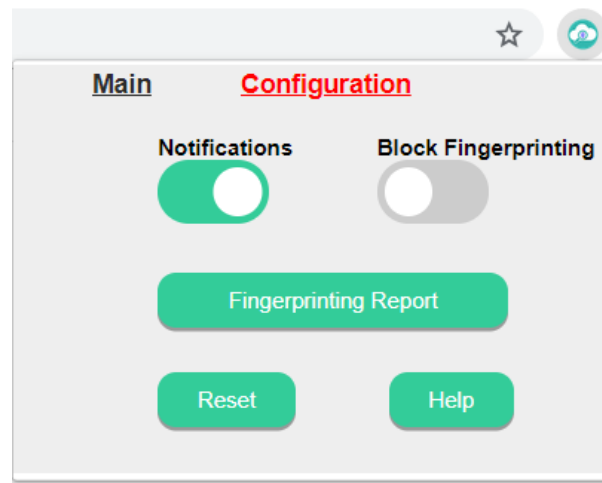 Main Configuration
Notifications Block Fingerprinting
Fingerprinting Report
Reset Help